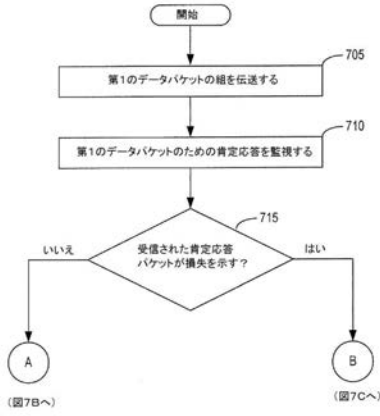 開始
705
第1のデータパケットの組を伝送する
710
第1のデータパケットのための肯定応答を監視する
715
受信された肯定応答
パケットが損失を示す？
いいえ
はい
A
B
(図7Bへ)
(図7Cへ)